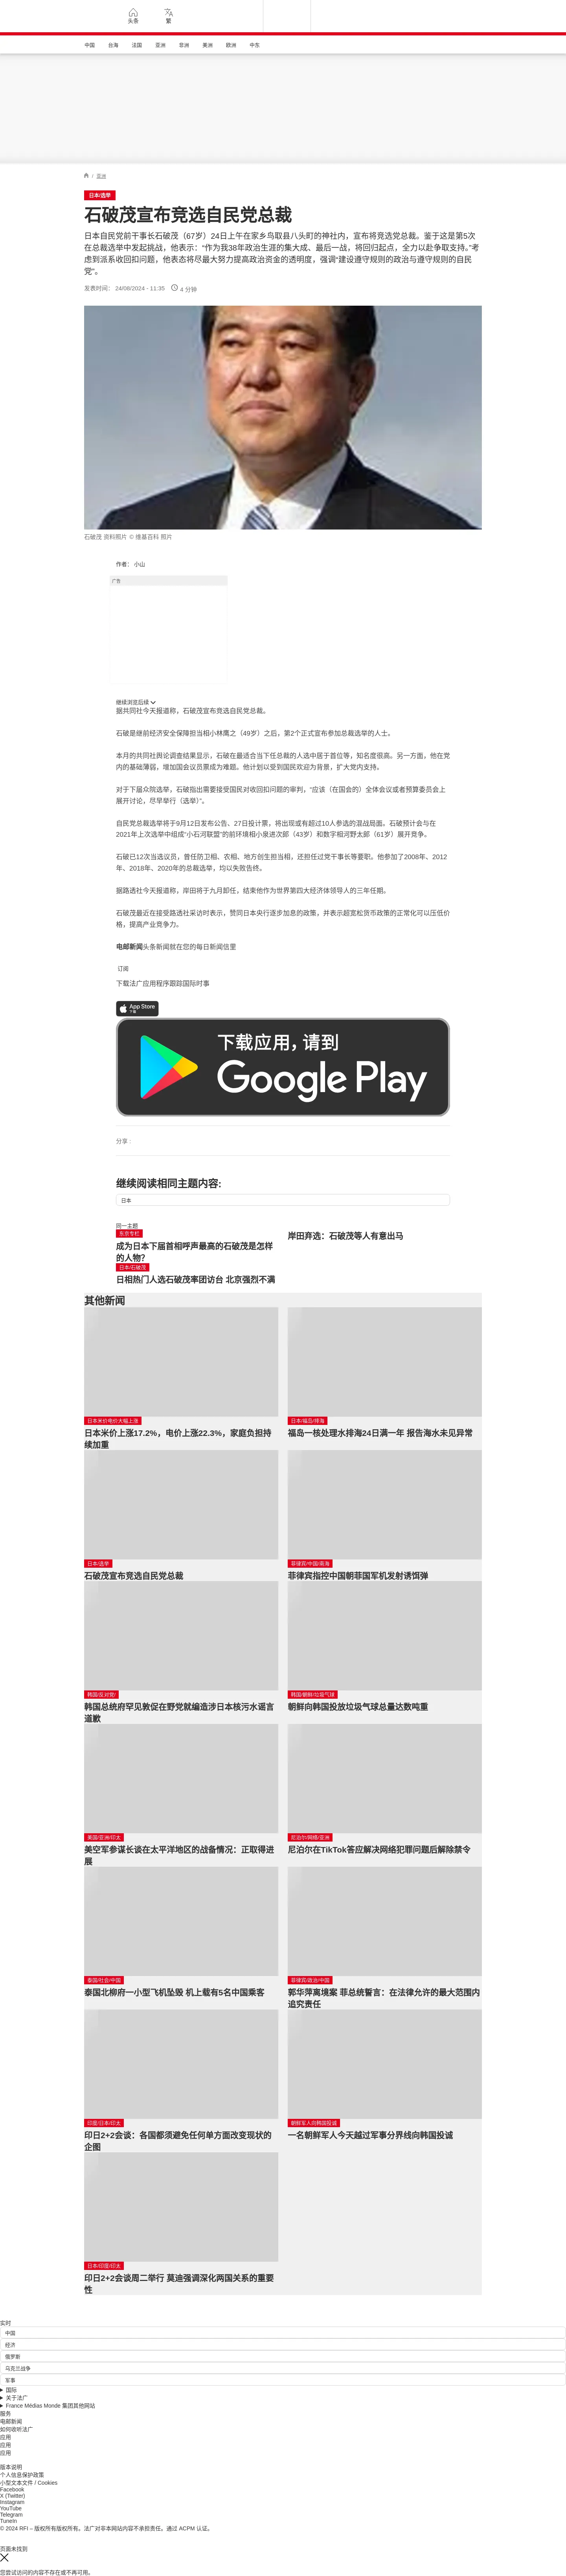 头条
繁
中国 台海 法国 亚洲 非洲 美洲 欧洲 中东
/ 亚洲
日本/选举
石破茂宣布竞选自民党总裁
日本自民党前干事长石破茂（67岁）24日上午在家乡鸟取县八头町的神社内，宣布将竞选党总裁。鉴于这是第5次
在总裁选举中发起挑战，他表示：“作为我38年政治生涯的集大成、最后一战，将回归起点，全力以赴争取支持。”考
虑到派系收回扣问题，他表态将尽最大努力提高政治资金的透明度，强调“建设遵守规则的政治与遵守规则的自民
党”。
发表时间： 24/08/2024 - 11:35 4 分钟
石破茂 资料照片 © 维基百科 照片
作者： 小山
广告
继续浏览后续
据共同社今天报道称，石破茂宣布竞选自民党总裁。
石破是继前经济安全保障担当相小林鹰之（49岁）之后，第2个正式宣布参加总裁选举的人士。
本月的共同社舆论调查结果显示，石破在最适合当下任总裁的人选中居于首位等，知名度很高。另一方面，他在党
内的基础薄弱，增加国会议员票成为难题。他计划以受到国民欢迎为背景，扩大党内支持。
对于下届众院选举，石破指出需要接受国民对收回扣问题的审判，“应该（在国会的）全体会议或者预算委员会上
展开讨论，尽早举行（选举）”。
自民党总裁选举将于9月12日发布公告、27日投计票，将出现或有超过10人参选的混战局面。石破预计会与在
2021年上次选举中组成“小石河联盟”的前环境相小泉进次郎（43岁）和数字相河野太郎（61岁）展开竞争。
石破已12次当选议员，曾任防卫相、农相、地方创生担当相，还担任过党干事长等要职。他参加了2008年、2012
年、2018年、2020年的总裁选举，均以失败告终。
据路透社今天报道称，岸田将于九月卸任，结束他作为世界第四大经济体领导人的三年任期。
石破茂最近在接受路透社采访时表示，赞同日本央行逐步加息的政策，并表示超宽松货币政策的正常化可以压低价
格，提高产业竞争力。
电邮新闻头条新闻就在您的每日新闻信里
订阅
下载法广应用程序跟踪国际时事
App Store
下载
下载应用，请到
Google Play
分享 :
继续阅读相同主题内容:
日本
同一主题
东京专栏
成为日本下届首相呼声最高的石破茂是怎样
的人物？
岸田弃选：石破茂等人有意出马
日本/石破茂
日相热门人选石破茂率团访台 北京强烈不满
其他新闻
日本米价电价大幅上涨
日本米价上涨17.2%，电价上涨22.3%，家庭负担持
续加重
日本/福岛/排海
福岛一核处理水排海24日满一年 报告海水未见异常
日本/选举
石破茂宣布竞选自民党总裁
菲律宾/中国/南海
菲律宾指控中国朝菲国军机发射诱饵弹
韩国/反对党/
韩国总统府罕见敦促在野党就编造涉日本核污水谣言
道歉
韩国/朝鲜/垃圾气球
朝鲜向韩国投放垃圾气球总量达数吨重
美国/亚洲/印太
美空军参谋长谈在太平洋地区的战备情况：正取得进
展
尼泊尔/网络/亚洲
尼泊尔在TikTok答应解决网络犯罪问题后解除禁令
泰国/社会/中国
泰国北柳府一小型飞机坠毁 机上载有5名中国乘客
菲律宾/政治/中国
郭华萍离境案 菲总统誓言：在法律允许的最大范围内
追究责任
印度/日本/印太
印日2+2会谈：各国都须避免任何单方面改变现状的
企图
朝鲜军人向韩国投诚
一名朝鲜军人今天越过军事分界线向韩国投诚
日本/印度/印太
印日2+2会谈周二举行 莫迪强调深化两国关系的重要
性
实时
中国
经济
俄罗斯
乌克兰战争
军事
国际
关于法广
France Médias Monde 集团其他网站
服务
电邮新闻
如何收听法广
应用
应用
应用
版本说明
个人信息保护政策
小型文本文件 / Cookies
Facebook
X (Twitter)
Instagram
YouTube
Telegram
TuneIn
© 2024 RFI – 版权所有版权所有。法广对非本网站内容不承担责任。通过 ACPM 认证。
页面未找到
您尝试访问的内容不存在或不再可用。